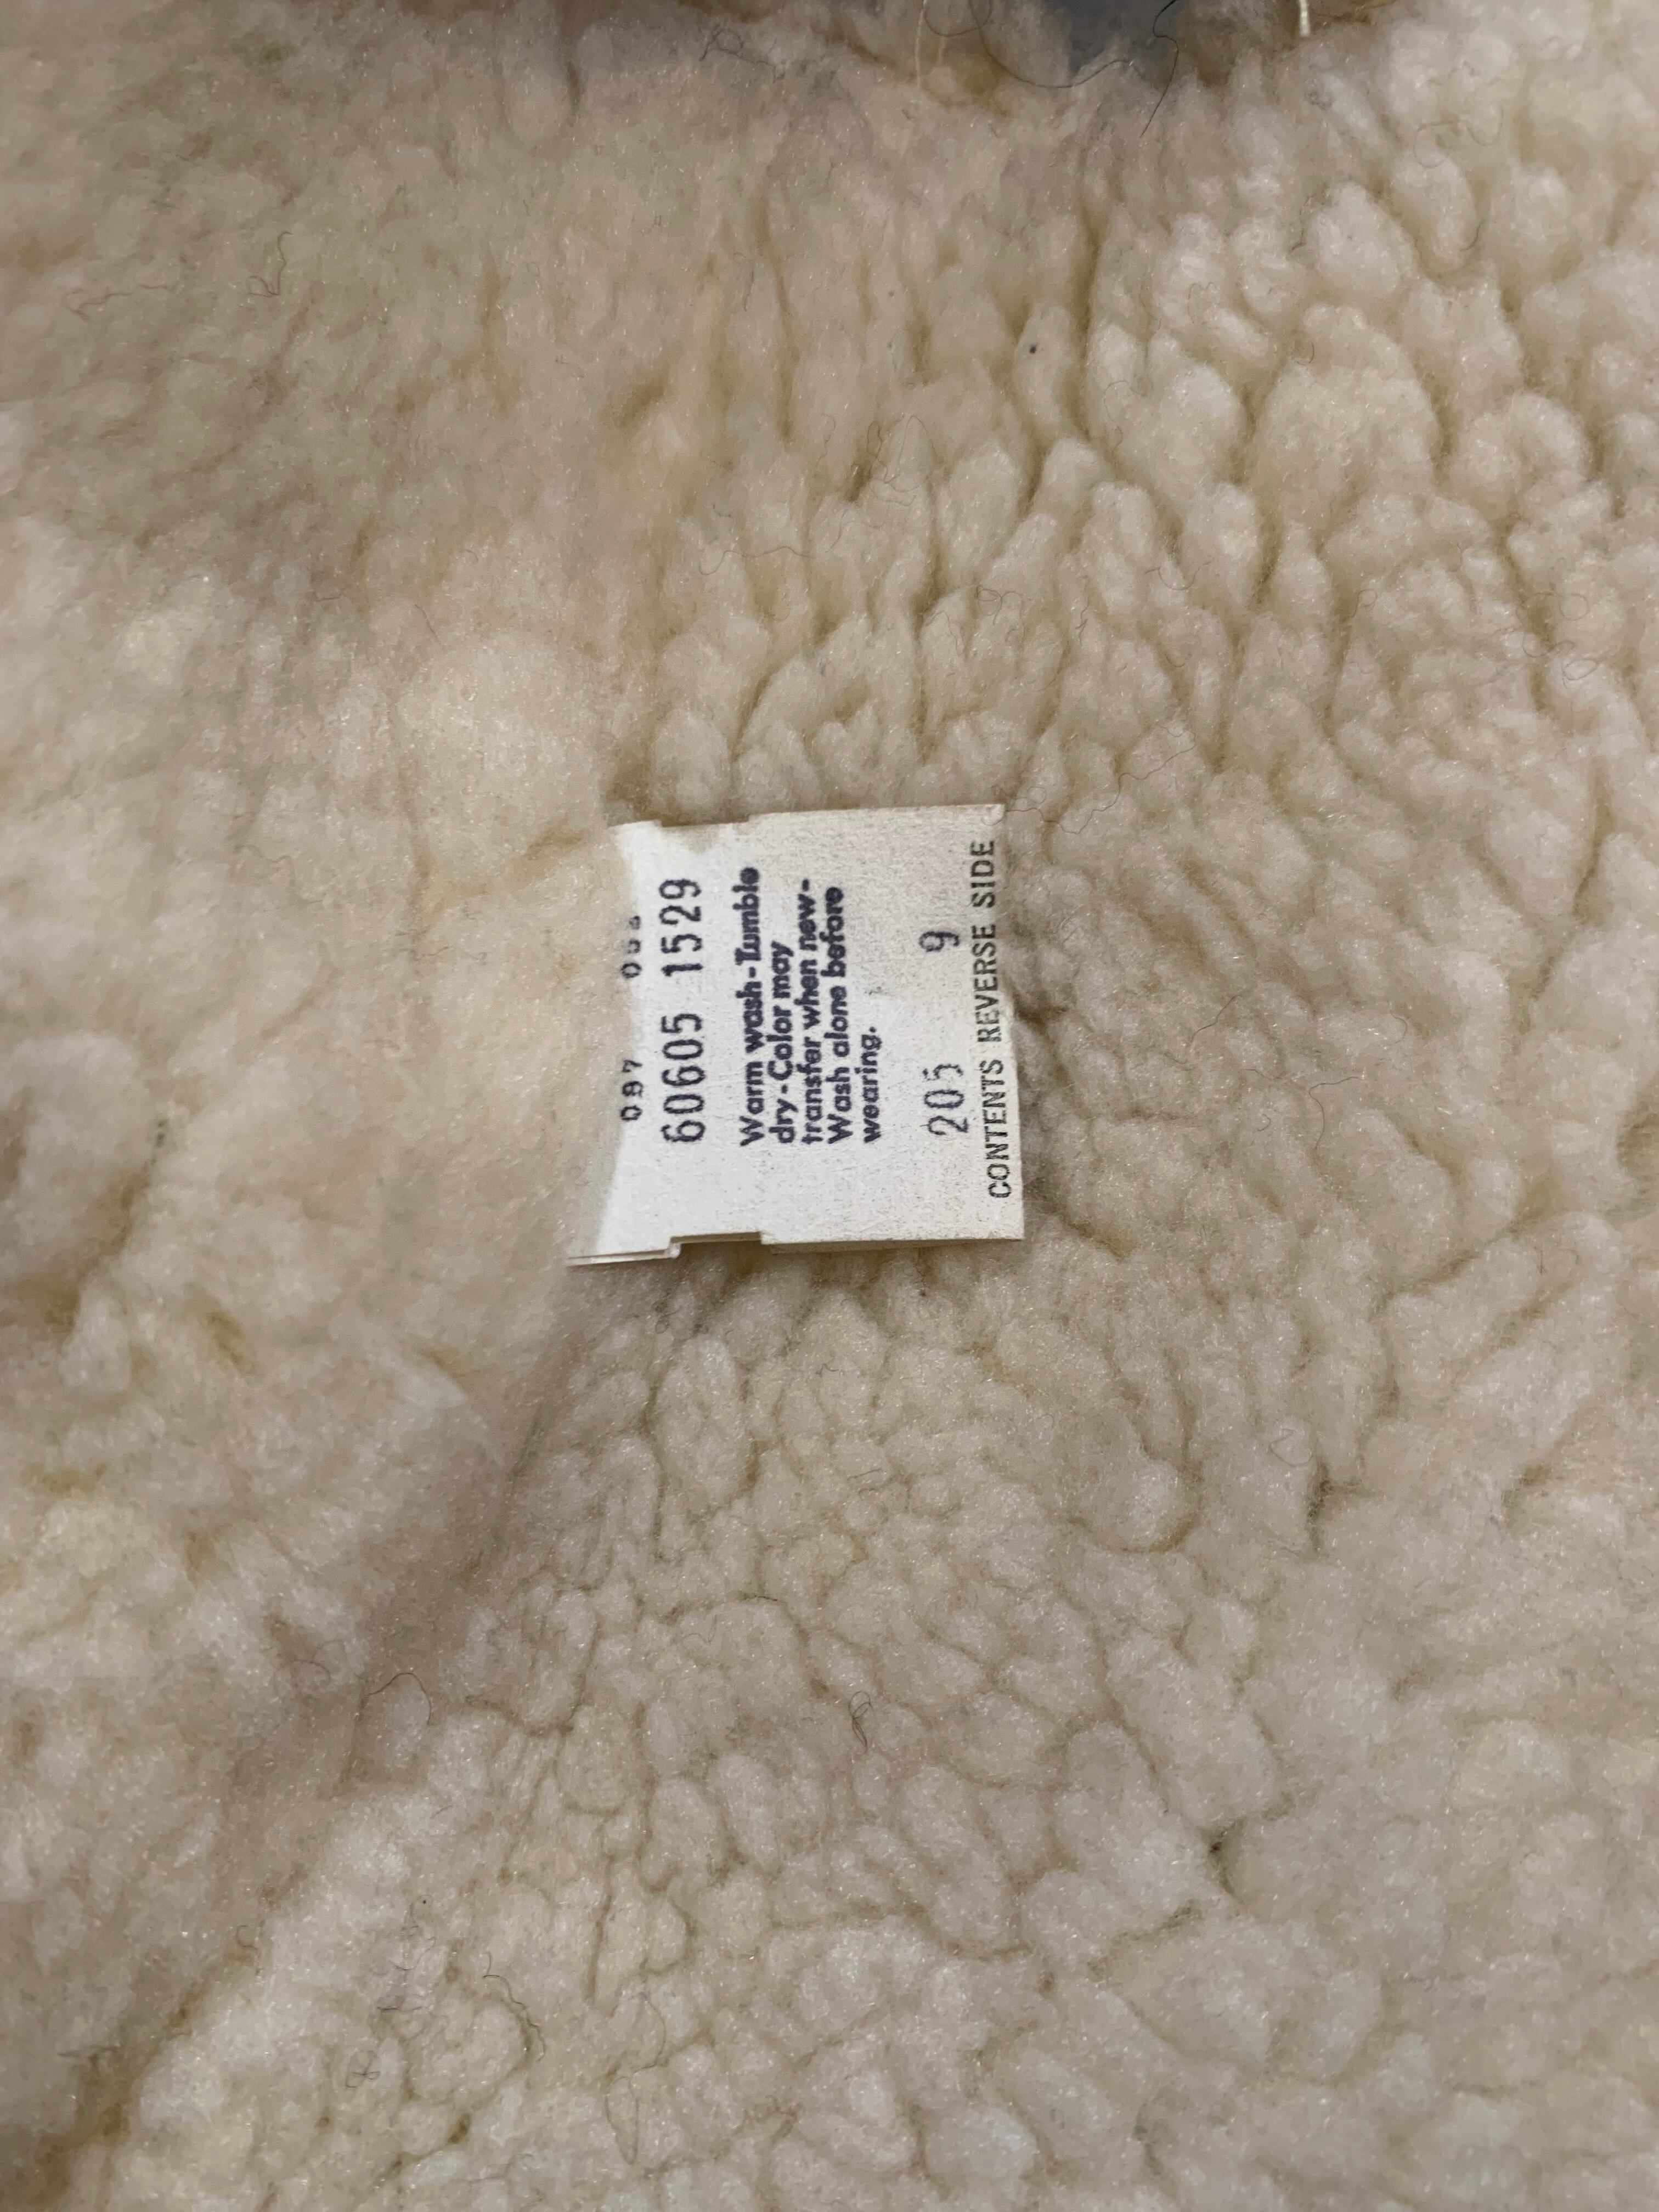 087
60605 1529
Warm wash-Tumble
dry-Color may
transfer when new-
Wash alone before
wearing.
205 9
CONTENTS REVERSE SIDE